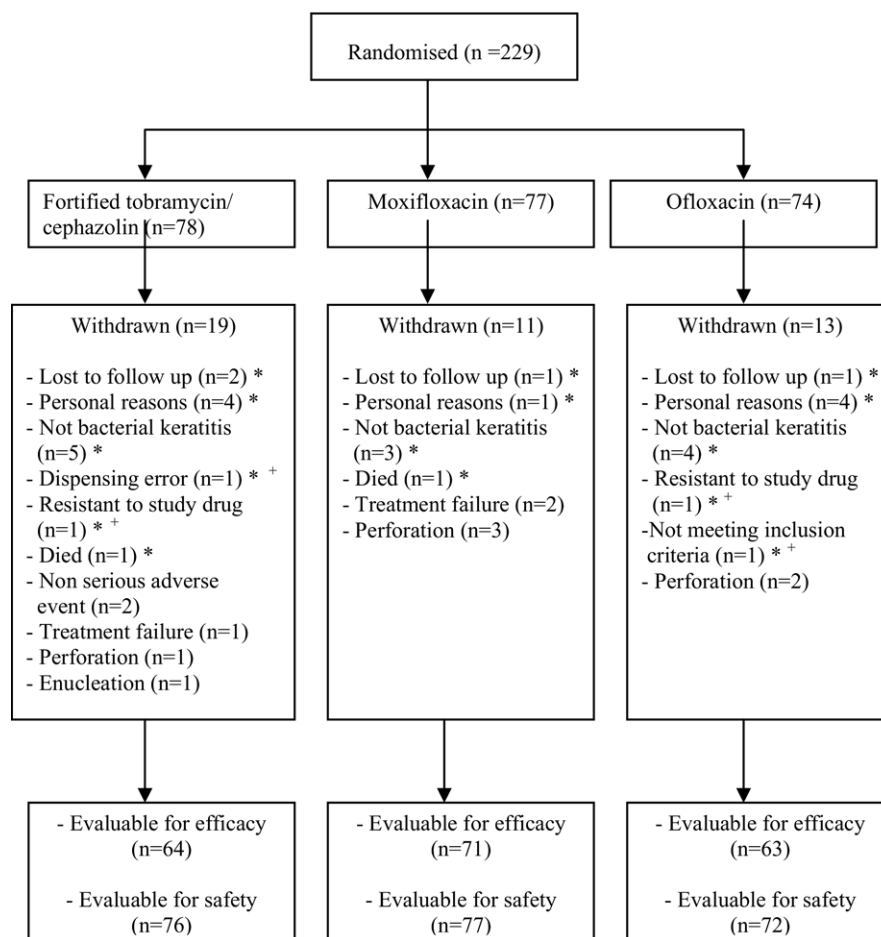 Randomised (n =229)
Fortified tobramycin/
cephazolin (n=78)
Moxifloxacin (n=77)
Ofloxacin (n=74)
Withdrawn (n=19)
- Lost to follow up (n=2) *
- Personal reasons (n=4) *
- Not bacterial keratitis
(n=5) *
- Dispensing error (n=1) * +
- Resistant to study drug
(n=1) * +
- Died (n=1) *
- Non serious adverse
event (n=2)
- Treatment failure (n=1)
- Perforation (n=1)
- Enucleation (n=1)
Withdrawn (n=11)
- Lost to follow up (n=1) *
- Personal reasons (n=1) *
- Not bacterial keratitis
(n=3) *
- Died (n=1) *
- Treatment failure (n=2)
- Perforation (n=3)
Withdrawn (n=13)
- Lost to follow up (n=1) *
- Personal reasons (n=4) *
- Not bacterial keratitis
(n=4) *
- Resistant to study drug
(n=1) * +
-Not meeting inclusion
criteria (n=1) * +
- Perforation (n=2)
- Evaluable for efficacy
(n=64)
- Evaluable for safety
(n=76)
- Evaluable for efficacy
(n=71)
- Evaluable for safety
(n=77)
- Evaluable for efficacy
(n=63)
- Evaluable for safety
(n=72)